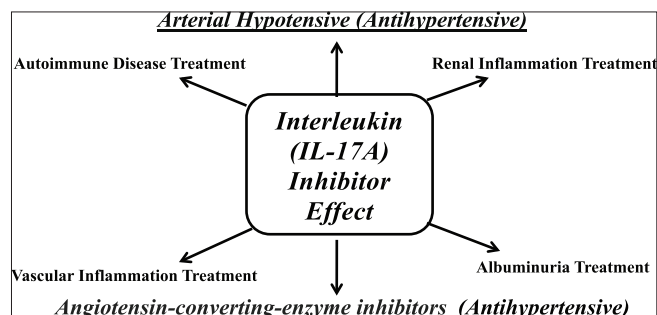 Arterial Hypotensive (Antihypertensive)
Autoimmune Disease Treatment
Renal Inflammation Treatment
Interleukin
(IL-17A)
Inhibitor
Effect
Vascular Inflammation Treatment
Albuminuria Treatment
Angiotensin-converting-enzyme inhibitors (Antihypertensive)